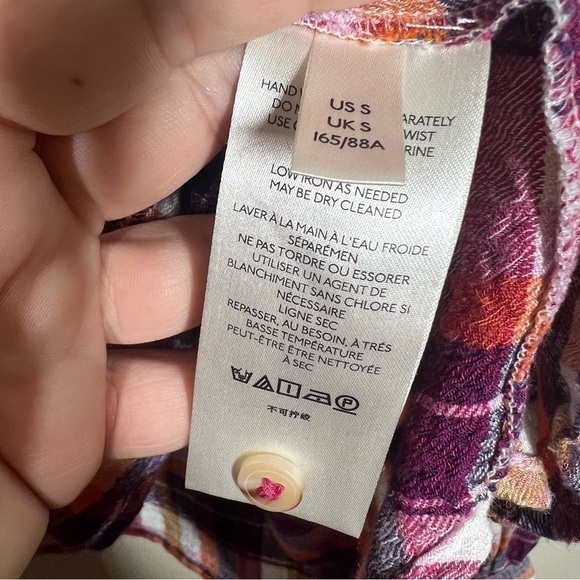 HAND
DO
USE
US S
UK S
165/88A
ARATELY
WIST
RINE
LOW IRON AS NEEDED
MAY BE DRY CLEANED
LAVER À LA MAIN À L'EAU FROIDE
SÉPARÉMEN
NE PAS TORDRE OU ESSORER
UTILISER UN AGENT DE
BLANCHIMENT SANS CHLORE SI
NÉCESSAIRE
LIGNE SEC
REPASSER, AU BESOIN, À TRÉS
BASSE TEMPÉRATURE
PEUT-ÊTRE ÊTRE NETTOYÉE
À SEC
P
不可拧绞